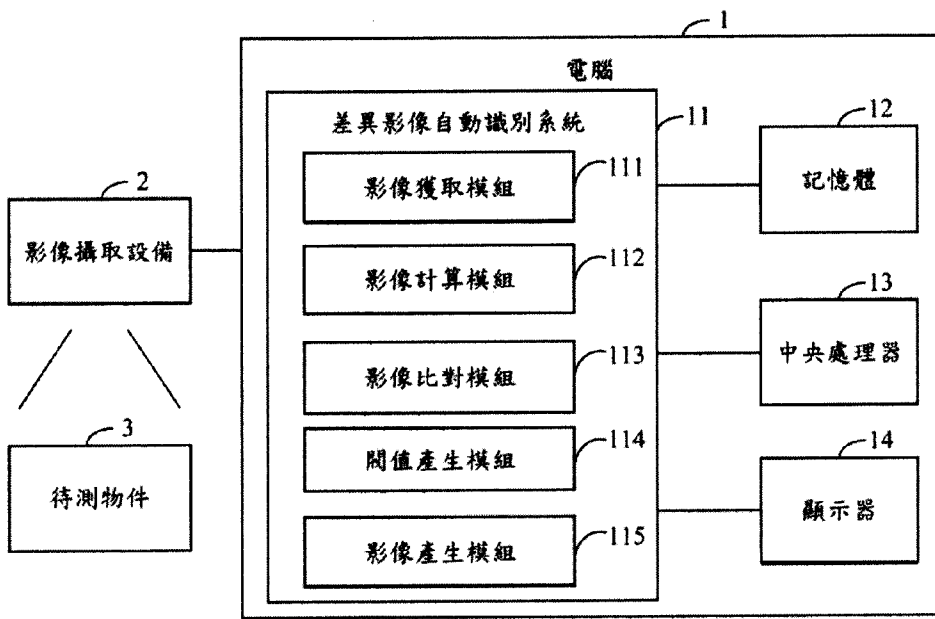 1
電腦
差異影像自動識別系統
11
影像獲取模組
111
影像計算模組
112
影像比對模組
113
閥值產生模組
114
影像產生模組
115
2
影像攝取設備
3
待測物件
12
記憶體
13
中央處理器
14
顯示器